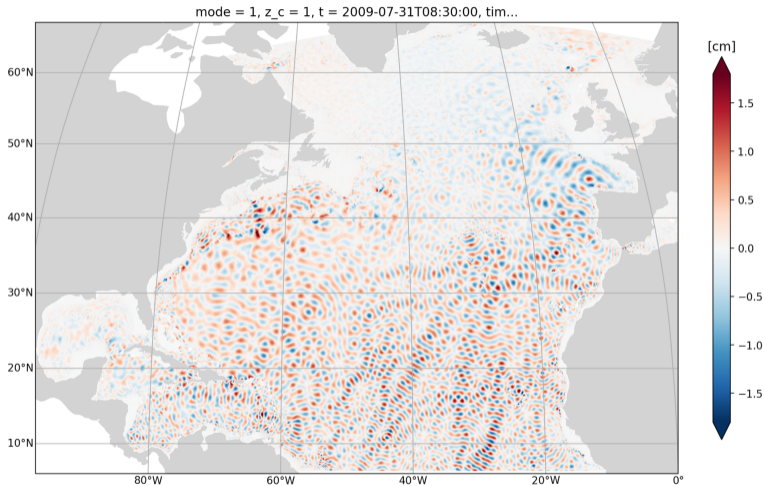 mode = 1, z_c = 1, t = 2009-07-31T08:30:00, tim...
[cm]
60°N
50°N
40°N
30°N
20°N
10°N
80°W
60°W
40°W
20°W
0°
1.5
1.0
0.5
0.0
−0.5
−1.0
−1.5